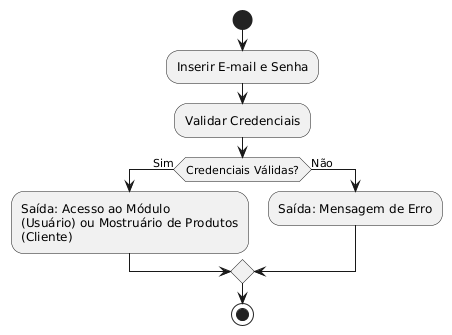 Inserir E-mail e Senha
Validar Credenciais
Credenciais Válidas?
Sim
Não
Saída: Acesso ao Módulo
(Usuário) ou Mostruário de Produtos
(Cliente)
Saída: Mensagem de Erro